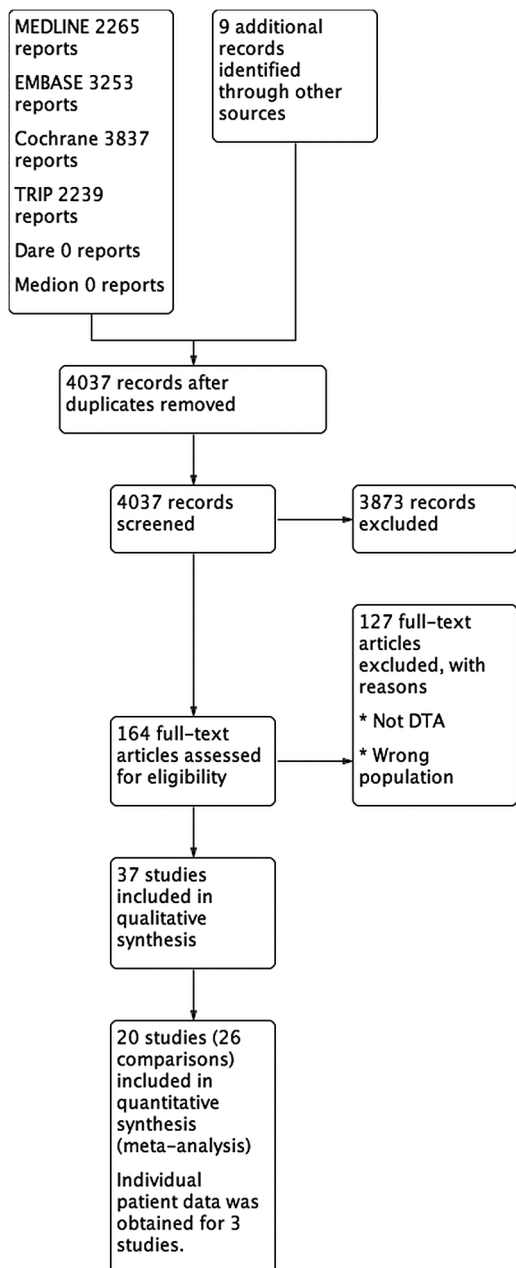 MEDLINE 2265
reports
EMBASE 3253
reports
Cochrane 3837
reports
TRIP 2239
reports
Dare 0 reports
Medion 0 reports
9 additional
records
identified
through other
sources
4037 records after
duplicates removed
4037 records
screened
3873 records
excluded
127 full-text
articles
excluded, with
reasons
* Not DTA
* Wrong
population
164 full-text
articles assessed
for eligibility
37 studies
included in
qualitative
synthesis
20 studies (26
comparisons)
included in
quantitative
synthesis
(meta-analysis)
Individual
patient data was
obtained for 3
studies.